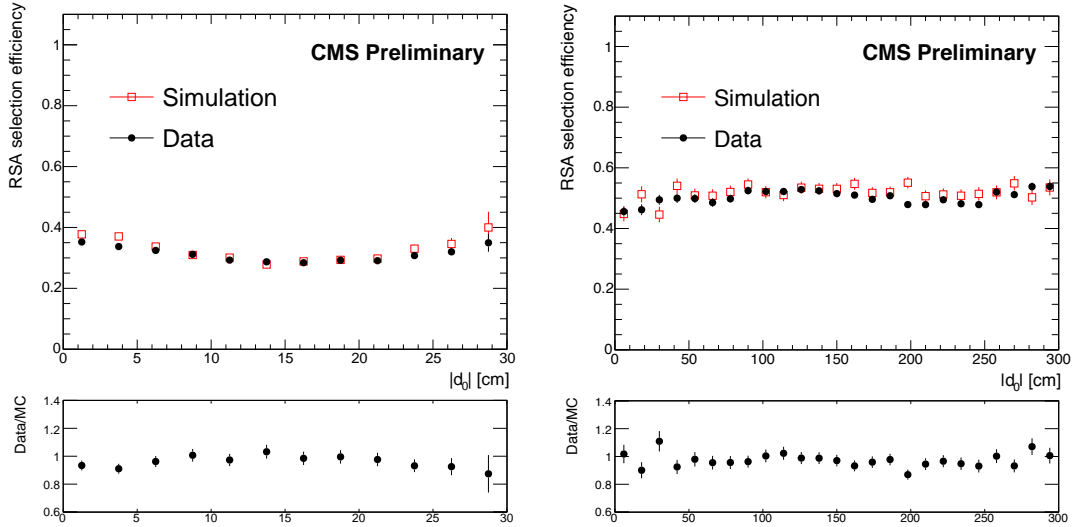 RSA selection efficiency
1
0.8
0.6
0.4
0.2
0
CMS Preliminary
Simulation
Data
0 5 10 15 20 25 30
|d0| [cm]
Data/MC
1.4
1.2
1
0.8
0.6
0 5 10 15 20 25 30
RSA selection efficiency
1
0.8
0.6
0.4
0.2
0
CMS Preliminary
Simulation
Data
0 50 100 150 200 250 300
|d0| [cm]
Data/MC
1.4
1.2
1
0.8
0.6
0 50 100 150 200 250 300